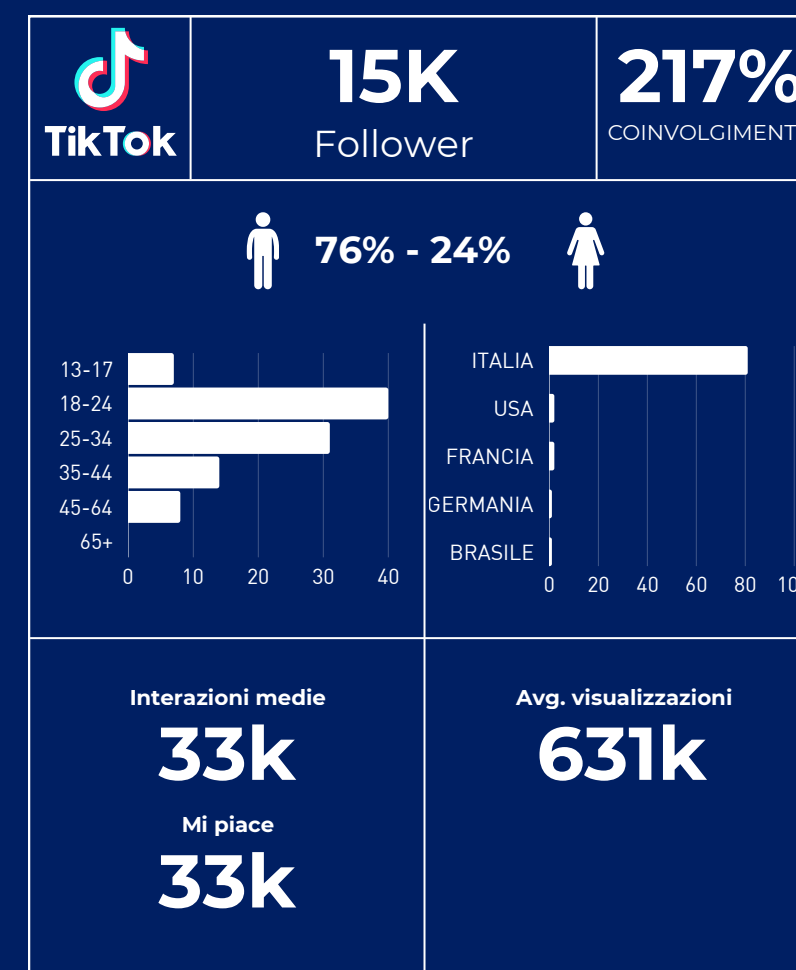 TikTok
15K
Follower
217%
COINVOLGIMENT
76% - 24%
13-17
18-24
25-34
35-44
45-64
65+
0 10 20 30 40
ITALIA
USA
FRANCIA
GERMANIA
BRASILE
0 20 40 60 80 10
Interazioni medie
33k
Mi piace
33k
Avg. visualizzazioni
631k